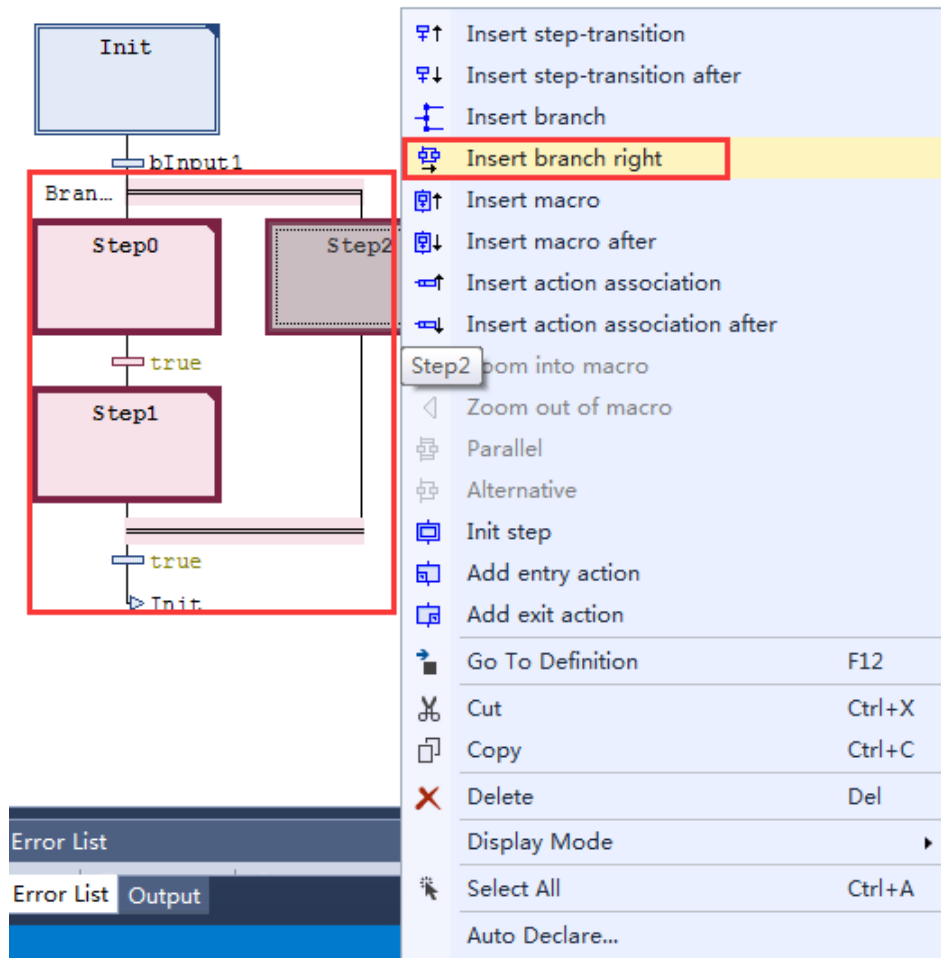 Init
bInput1
Bran...
Step0
Step2
true
Step1
true
Init
Insert step-transition
Insert step-transition after
Insert branch
Insert branch right
Insert macro
Insert macro after
Insert action association
Insert action association after
Step2
oom into macro
Zoom out of macro
Parallel
Alternative
Init step
Add entry action
Add exit action
Go To Definition F12
Cut Ctrl+X
Copy Ctrl+C
Delete Del
Display Mode
Select All Ctrl+A
Auto Declare...
Error List
Error List Output